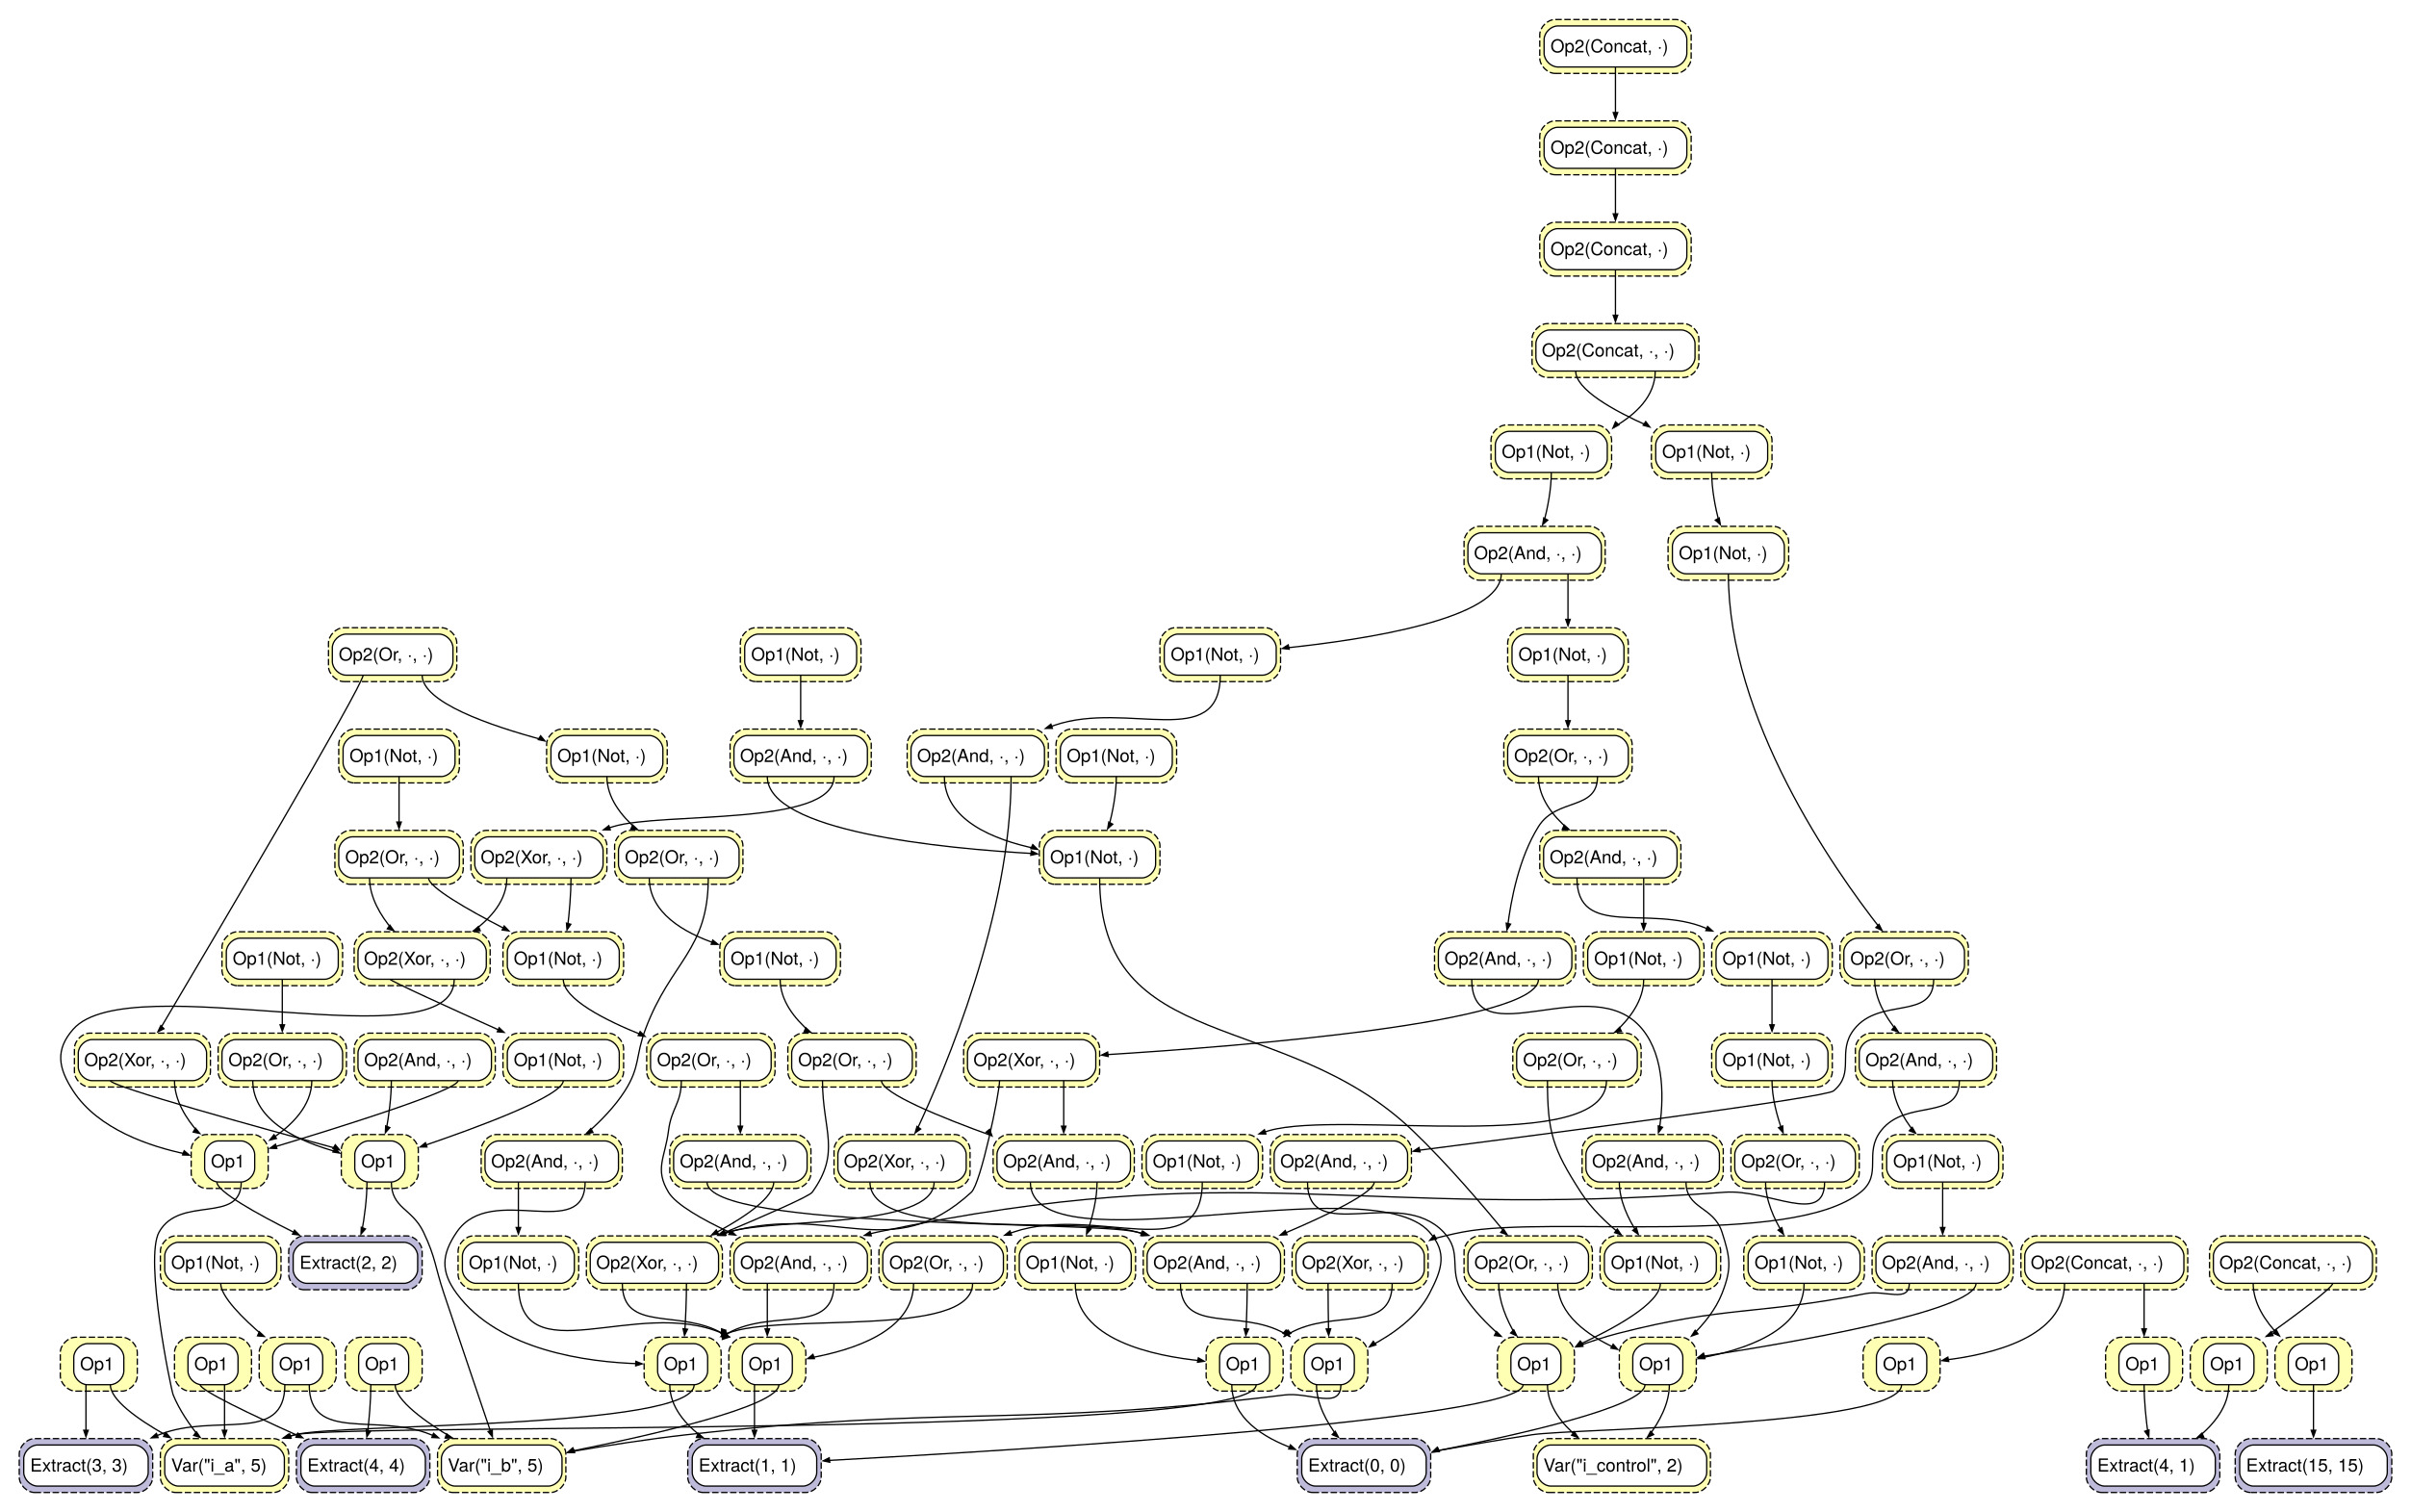 Op2(Concat, ·)
Op2(Concat, ·)
Op2(Concat, ·)
Op2(Concat, ·, ·)
Op1(Not, ·)
Op1(Not, ·)
Op2(And, ·, ·)
Op1(Not, ·)
Op2(Or, ·, ·)
Op1(Not, ·)
Op1(Not, ·)
Op1(Not, ·)
Op1(Not, ·)
Op1(Not, ·)
Op2(And, ·, ·)
Op2(And, ·, ·)
Op1(Not, ·)
Op2(Or, ·, ·)
Op2(Or, ·, ·)
Op2(Xor, ·, ·)
Op2(Or, ·, ·)
Op1(Not, ·)
Op2(And, ·, ·)
Op1(Not, ·)
Op2(Xor, ·, ·)
Op1(Not, ·)
Op1(Not, ·)
Op2(And, ·, ·)
Op1(Not, ·)
Op1(Not, ·)
Op2(Or, ·, ·)
Op2(Xor, ·, ·)
Op2(Or, ·, ·)
Op2(And, ·, ·)
Op1(Not, ·)
Op2(Or, ·, ·)
Op2(Or, ·, ·)
Op2(Xor, ·, ·)
Op2(Or, ·, ·)
Op1(Not, ·)
Op2(And, ·, ·)
Op1
Op1
Op2(And, ·, ·)
Op2(And, ·, ·)
Op2(Xor, ·, ·)
Op2(And, ·, ·)
Op1(Not, ·)
Op2(And, ·, ·)
Op2(And, ·, ·)
Op2(Or, ·, ·)
Op1(Not, ·)
Op1(Not, ·)
Extract(2, 2)
Op1(Not, ·)
Op2(Xor, ·, ·)
Op2(And, ·, ·)
Op2(Or, ·, ·)
Op1(Not, ·)
Op2(And, ·, ·)
Op2(Xor, ·, ·)
Op2(Or, ·, ·)
Op1(Not, ·)
Op1(Not, ·)
Op2(And, ·, ·)
Op2(Concat, ·, ·)
Op2(Concat, ·, ·)
Op1
Op1
Op1
Op1
Op1
Op1
Op1
Op1
Op1
Op1
Op1
Op1
Op1
Op1
Extract(3, 3)
Var("i_a", 5)
Extract(4, 4)
Var("i_b", 5)
Extract(1, 1)
Extract(0, 0)
Var("i_control", 2)
Extract(4, 1)
Extract(15, 15)